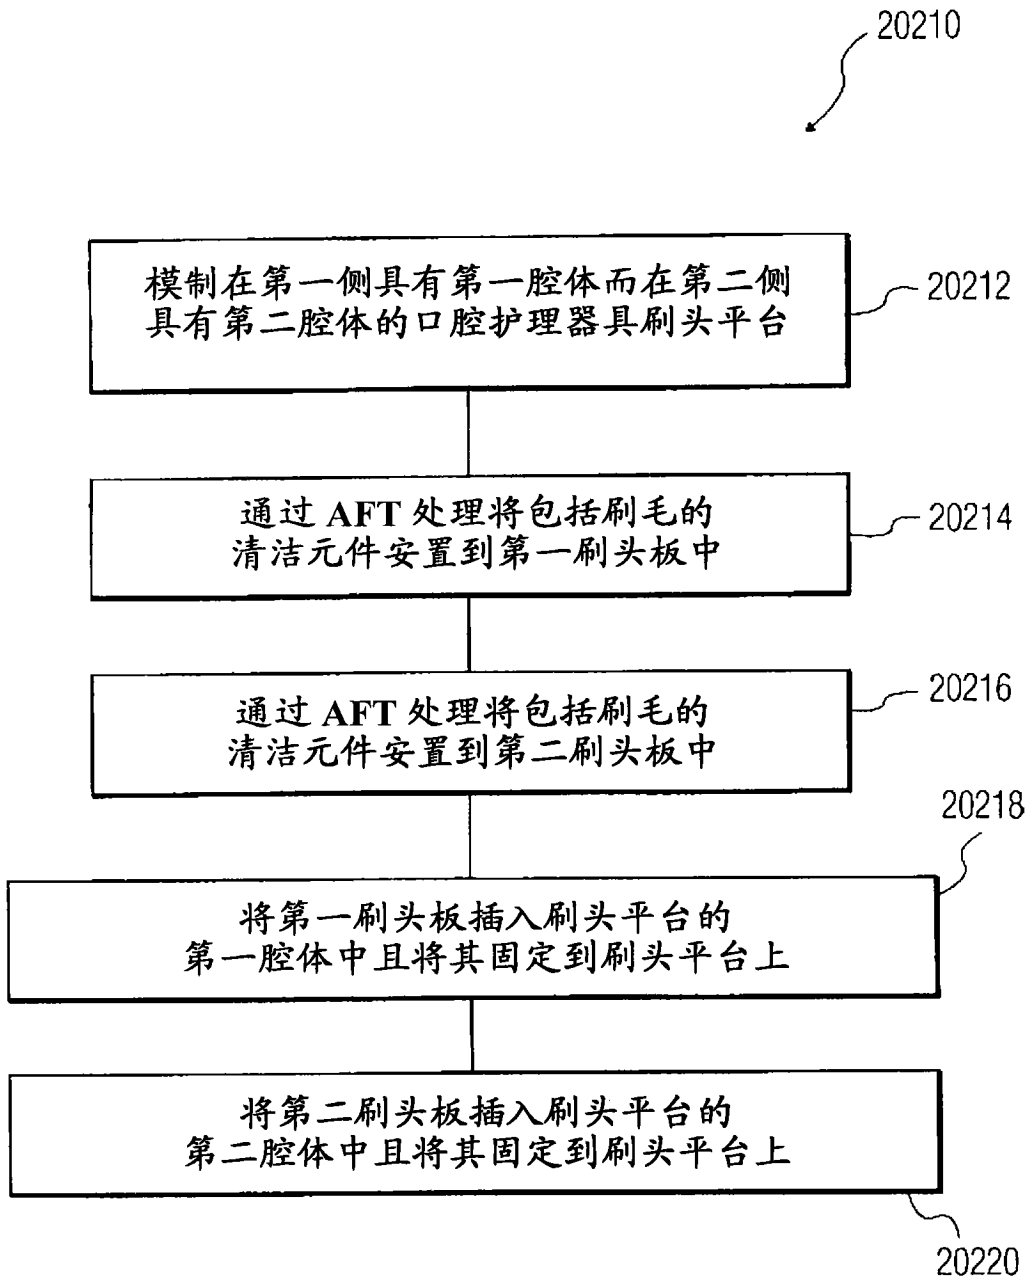 20210
模制在第一侧具有第一腔体而在第二侧
具有第二腔体的口腔护理器具刷头平台
20212
通过 AFT 处理将包括刷毛的
清洁元件安置到第一刷头板中
20214
通过 AFT 处理将包括刷毛的
清洁元件安置到第二刷头板中
20216
20218
将第一刷头板插入刷头平台的
第一腔体中且将其固定到刷头平台上
将第二刷头板插入刷头平台的
第二腔体中且将其固定到刷头平台上
20220